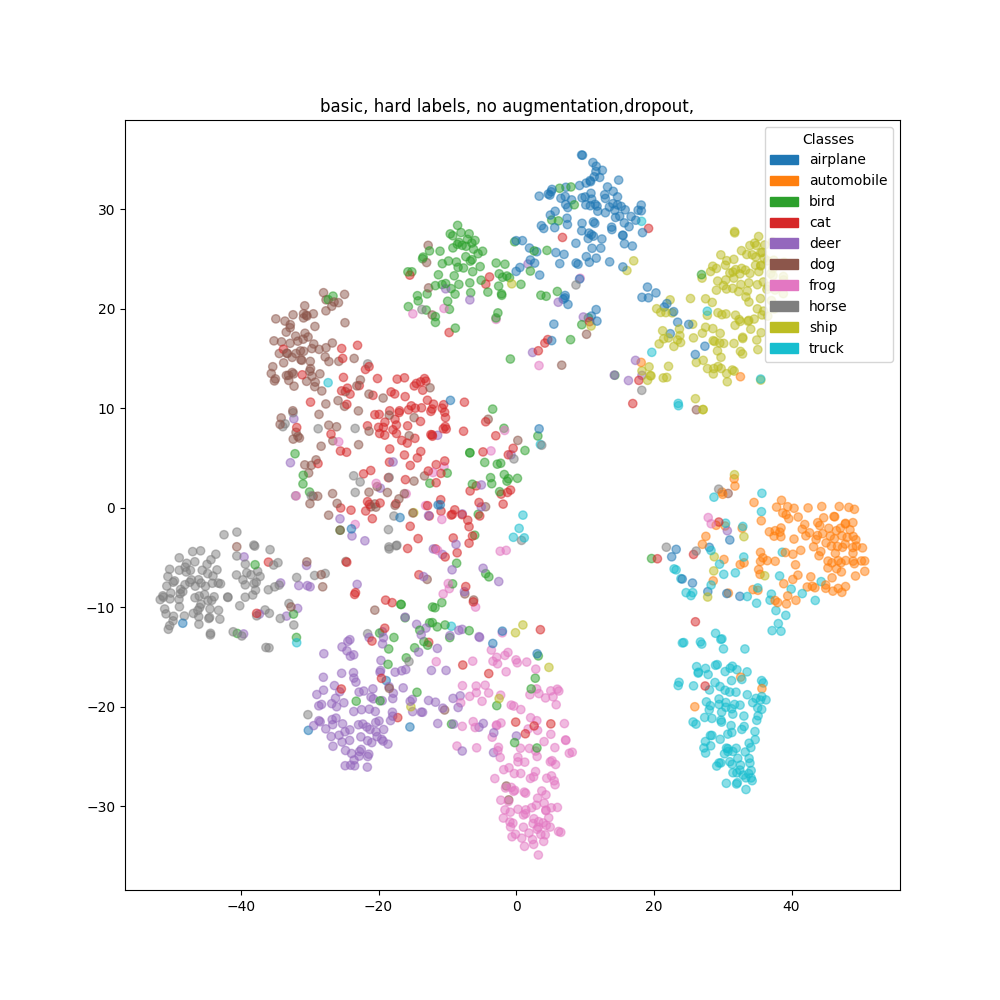 basic, hard labels, no augmentation,dropout,
Classes
airplane
automobile
bird
cat
deer
dog
frog
horse
ship
truck
30
20
10
0
−10
−20
−30
−40 −20 0 20 40